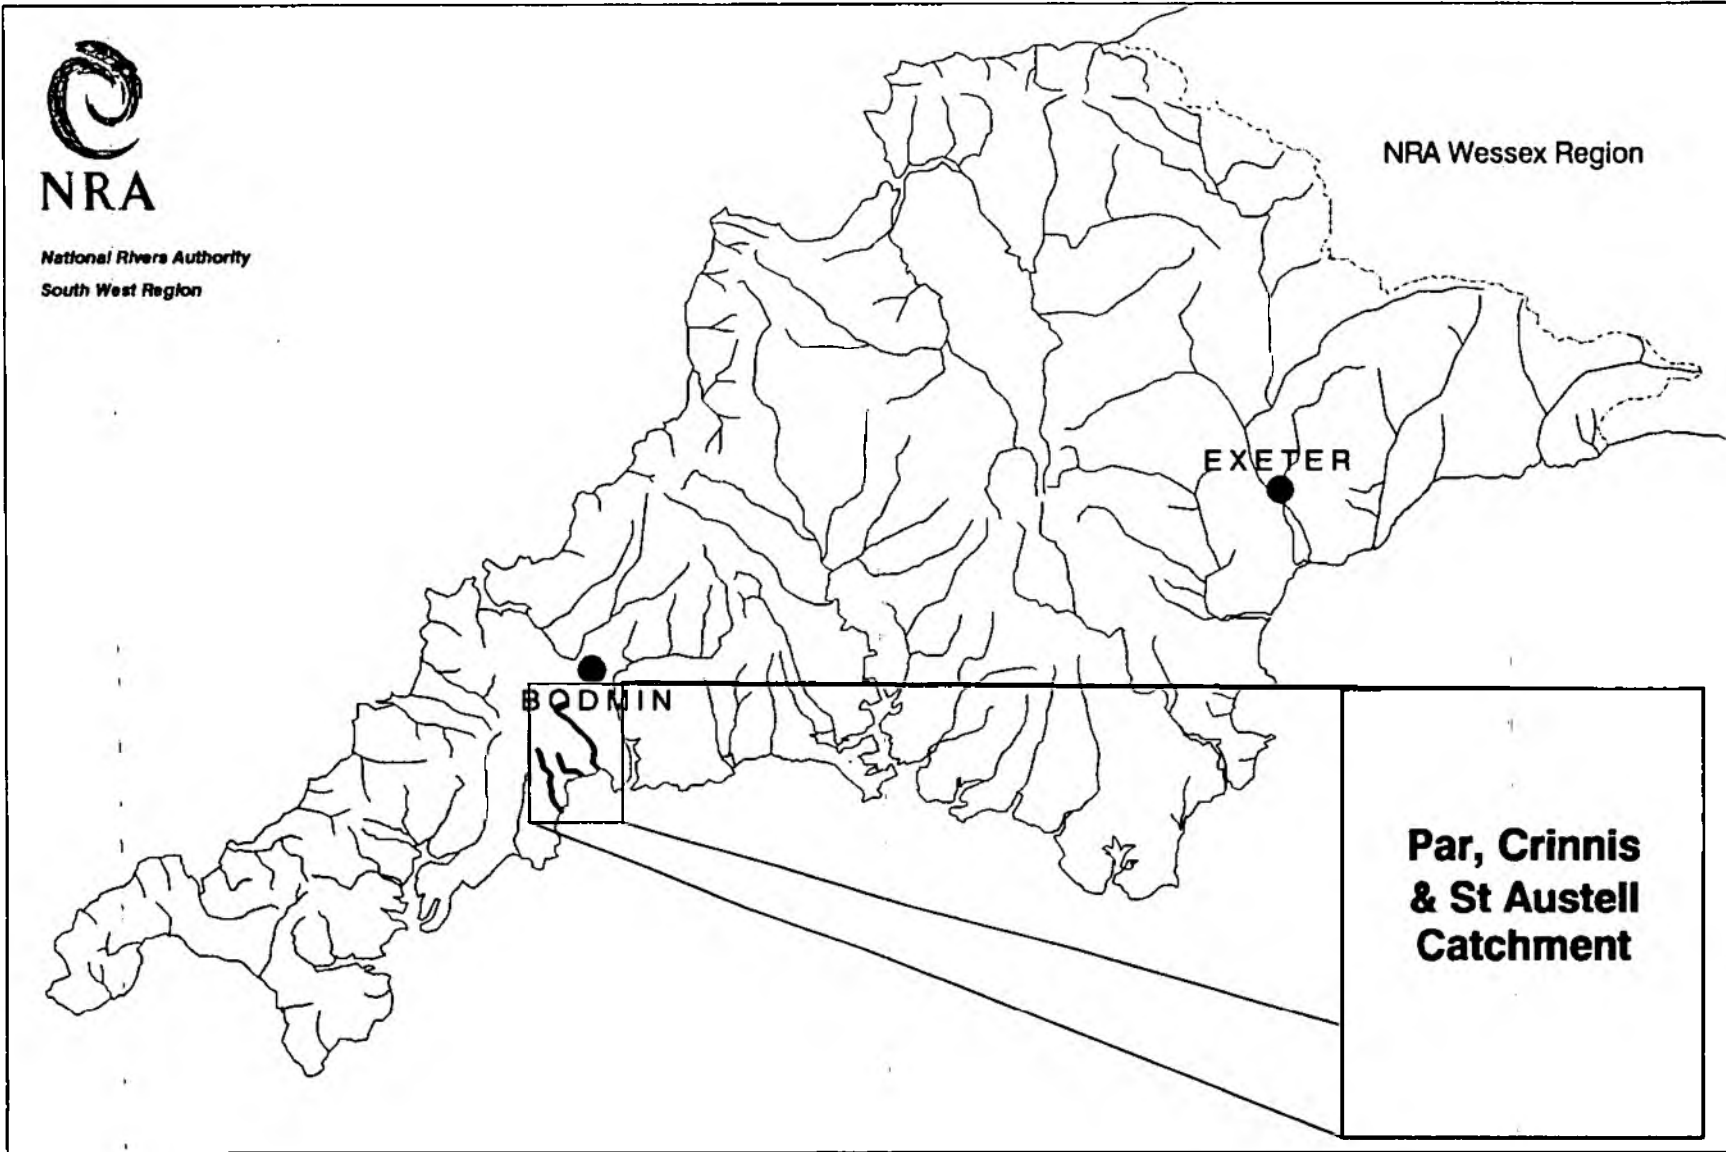 NRA
National Rivers Authority
South West Region
NRA Wessex Region
EXETER
BODMIN
Par, Crinnis
& St Austell
Catchment